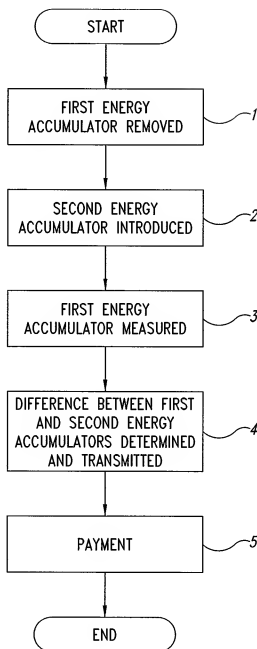 START
FIRST ENERGY
ACCUMULATOR REMOVED
1
SECOND ENERGY
ACCUMULATOR INTRODUCED
2
FIRST ENERGY
ACCUMULATOR MEASURED
3
DIFFERENCE BETWEEN FIRST
AND SECOND ENERGY
ACCUMULATORS DETERMINED
AND TRANSMITTED
4
PAYMENT
5
END